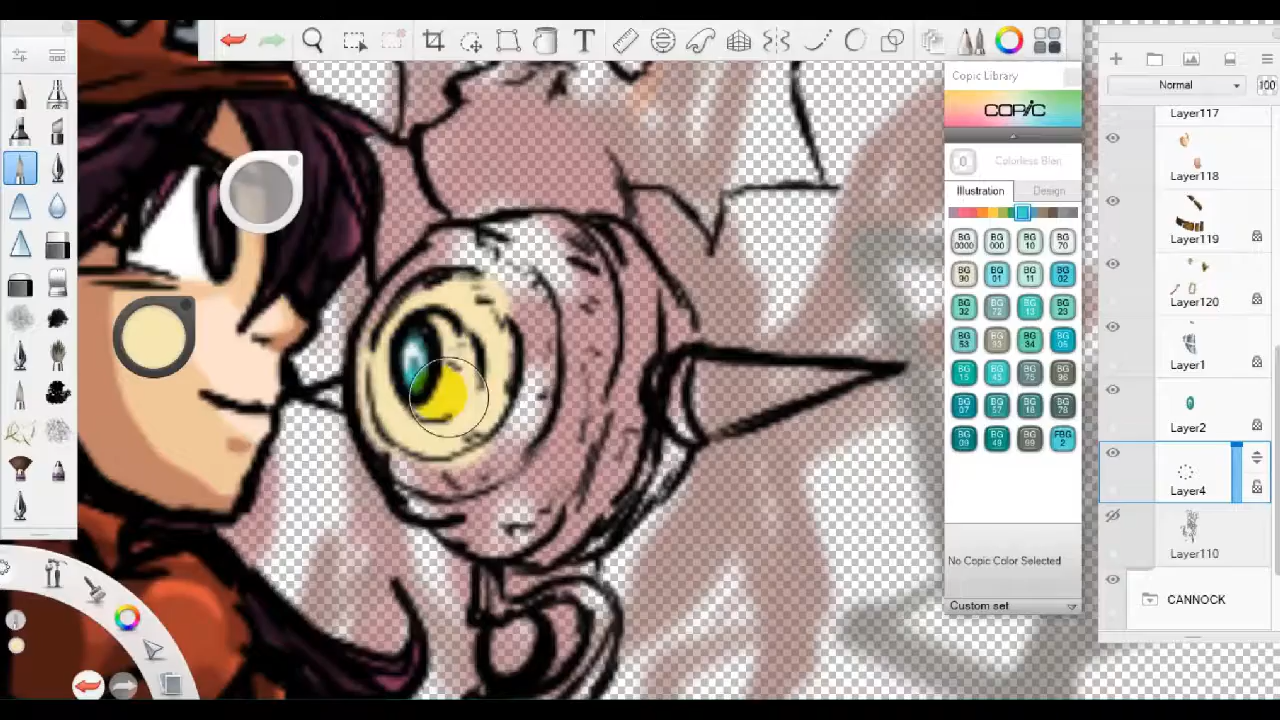 Copic Library
COPIC
0 Colorless Blen
Illustration Design
BG 0000 BG 000 BG 10 BG 70
BG 90 BG 01 BG 11 BG 02
BG 32 BG 72 BG 13 BG 23
BG 53 BG 93 BG 34 BG 05
BG 15 BG 45 BG 75 BG 96
BG 07 BG 57 BG 18 BG 78
BG 09 BG 49 BG 99 FBG 2
No Copic Color Selected
Custom set
Normal 100
Layer117
Layer118
Layer119
Layer120
Layer1
Layer2
Layer4
Layer110
CANNOCK